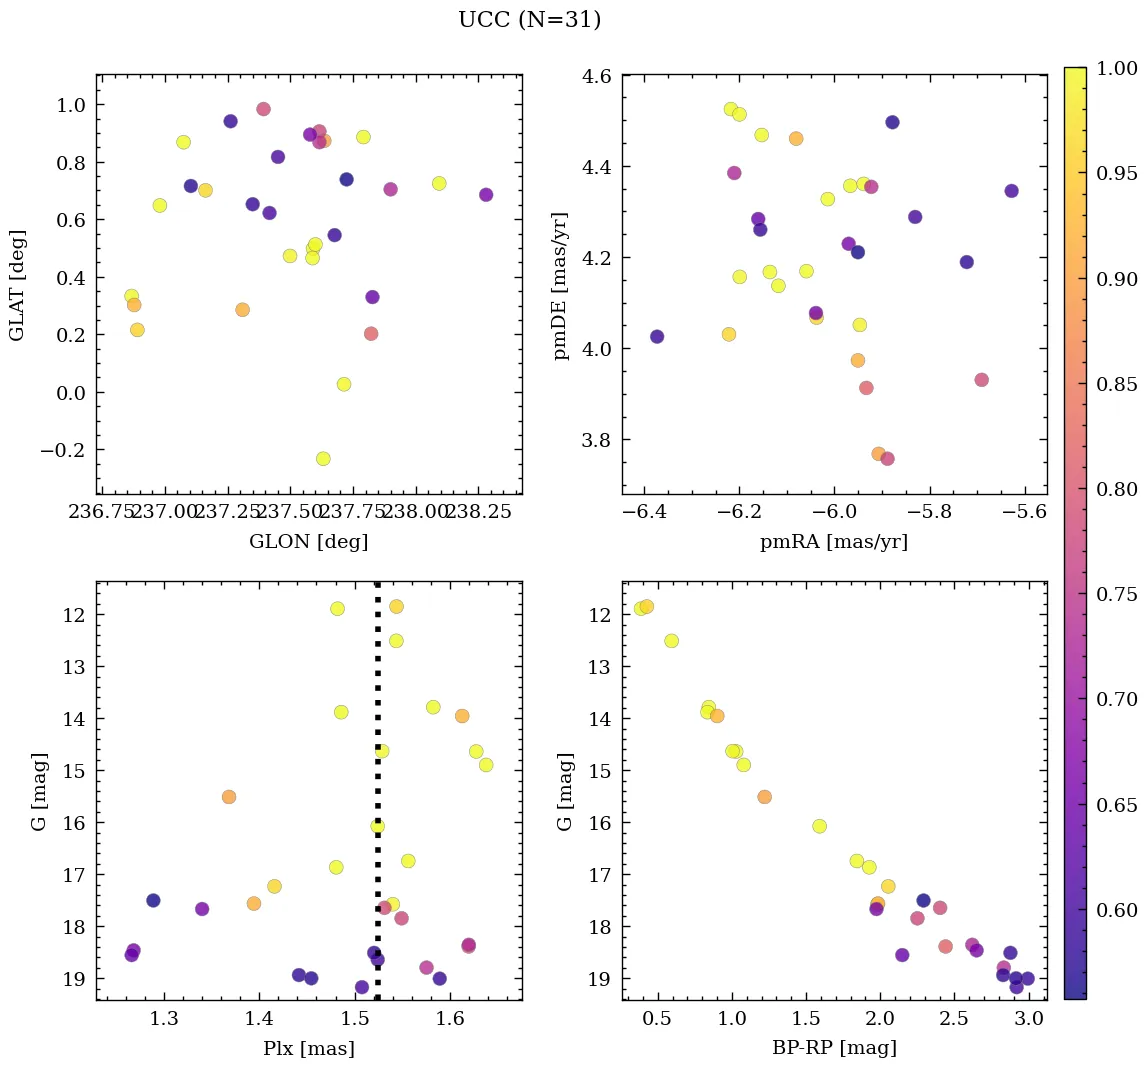 UCC (N=31)
1.0
0.8
0.6
0.4
0.2
0.0
−0.2
GLAT [deg]
236.75 237.00 237.25 237.50 237.75 238.00 238.25
GLON [deg]
4.6
4.4
4.2
4.0
3.8
pmDE [mas/yr]
−6.4 −6.2 −6.0 −5.8 −5.6
pmRA [mas/yr]
12
13
14
15
16
17
18
19
G [mag]
1.3 1.4 1.5 1.6
Plx [mas]
12
13
14
15
16
17
18
19
G [mag]
0.5 1.0 1.5 2.0 2.5 3.0
BP-RP [mag]
1.00
0.95
0.90
0.85
0.80
0.75
0.70
0.65
0.60